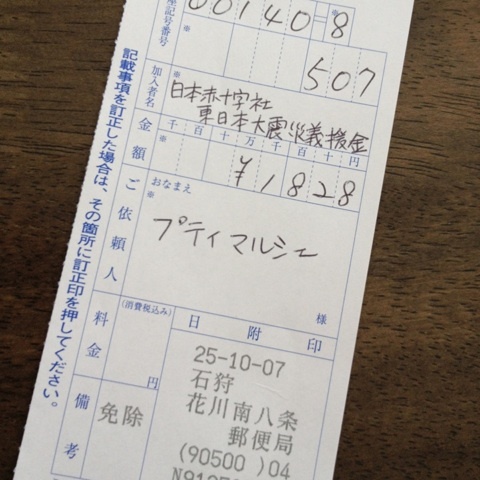 座記号番号
00140-8
507
加入者名
日本赤十字社
東日本大震災義援金
金額
千百十万千百十円
¥1828
ご依頼人
おなまえ
プティマルシェ
様
料金
(消費税込み)
円
備考
免除
日附印
25-10-07
石狩
花川南八条
郵便局
(90500 )04
記載事項を訂正した場合は、その箇所に訂正印を押してください。